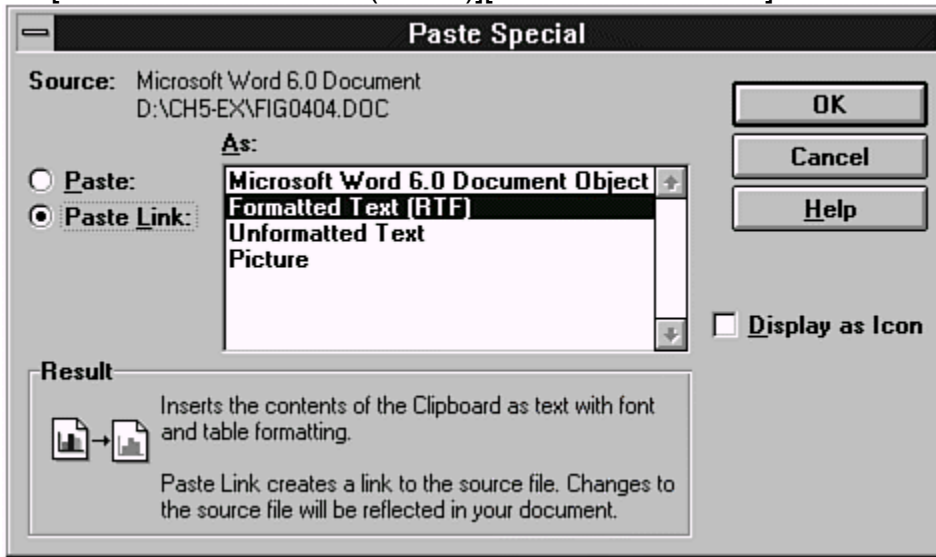 Paste Special
Source: Microsoft Word 6.0 Document
D:\CH5-EX\FIG0404.DOC
As:
Paste:
Paste Link:
Microsoft Word 6.0 Document Object
Formatted Text (RTF)
Unformatted Text
Picture
OK
Cancel
Help
Display as Icon
Result
Inserts the contents of the Clipboard as text with font
and table formatting.
Paste Link creates a link to the source file. Changes to
the source file will be reflected in your document.